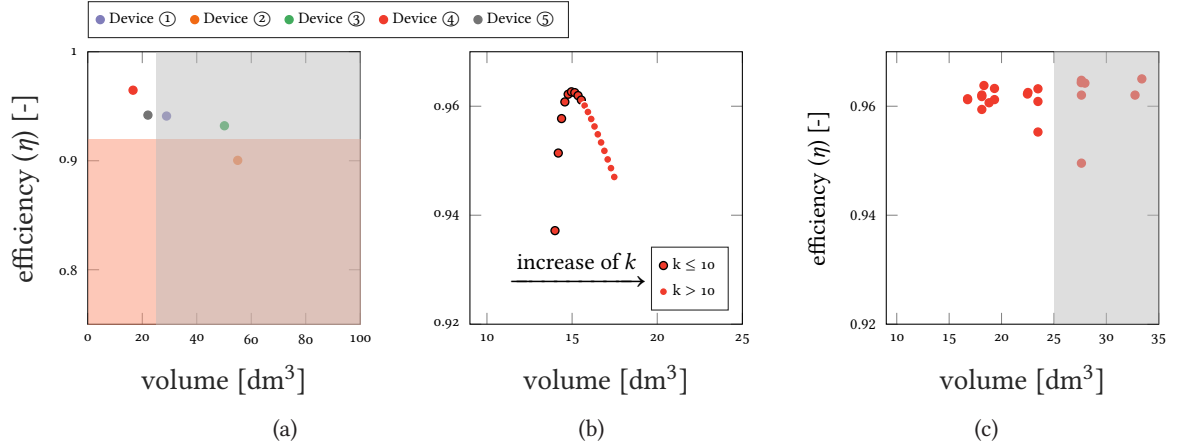 Device ① Device ② Device ③ Device ④ Device ⑤
efficiency (η) [-]
1
0.9
0.8
0 20 40 60 80 100
volume [dm³]
(a)
0.96
0.94
0.92
increase of k
k ≤ 10
k > 10
10 15 20 25
volume [dm³]
(b)
efficiency (η) [-]
0.96
0.94
0.92
10 15 20 25 30 35
volume [dm³]
(c)